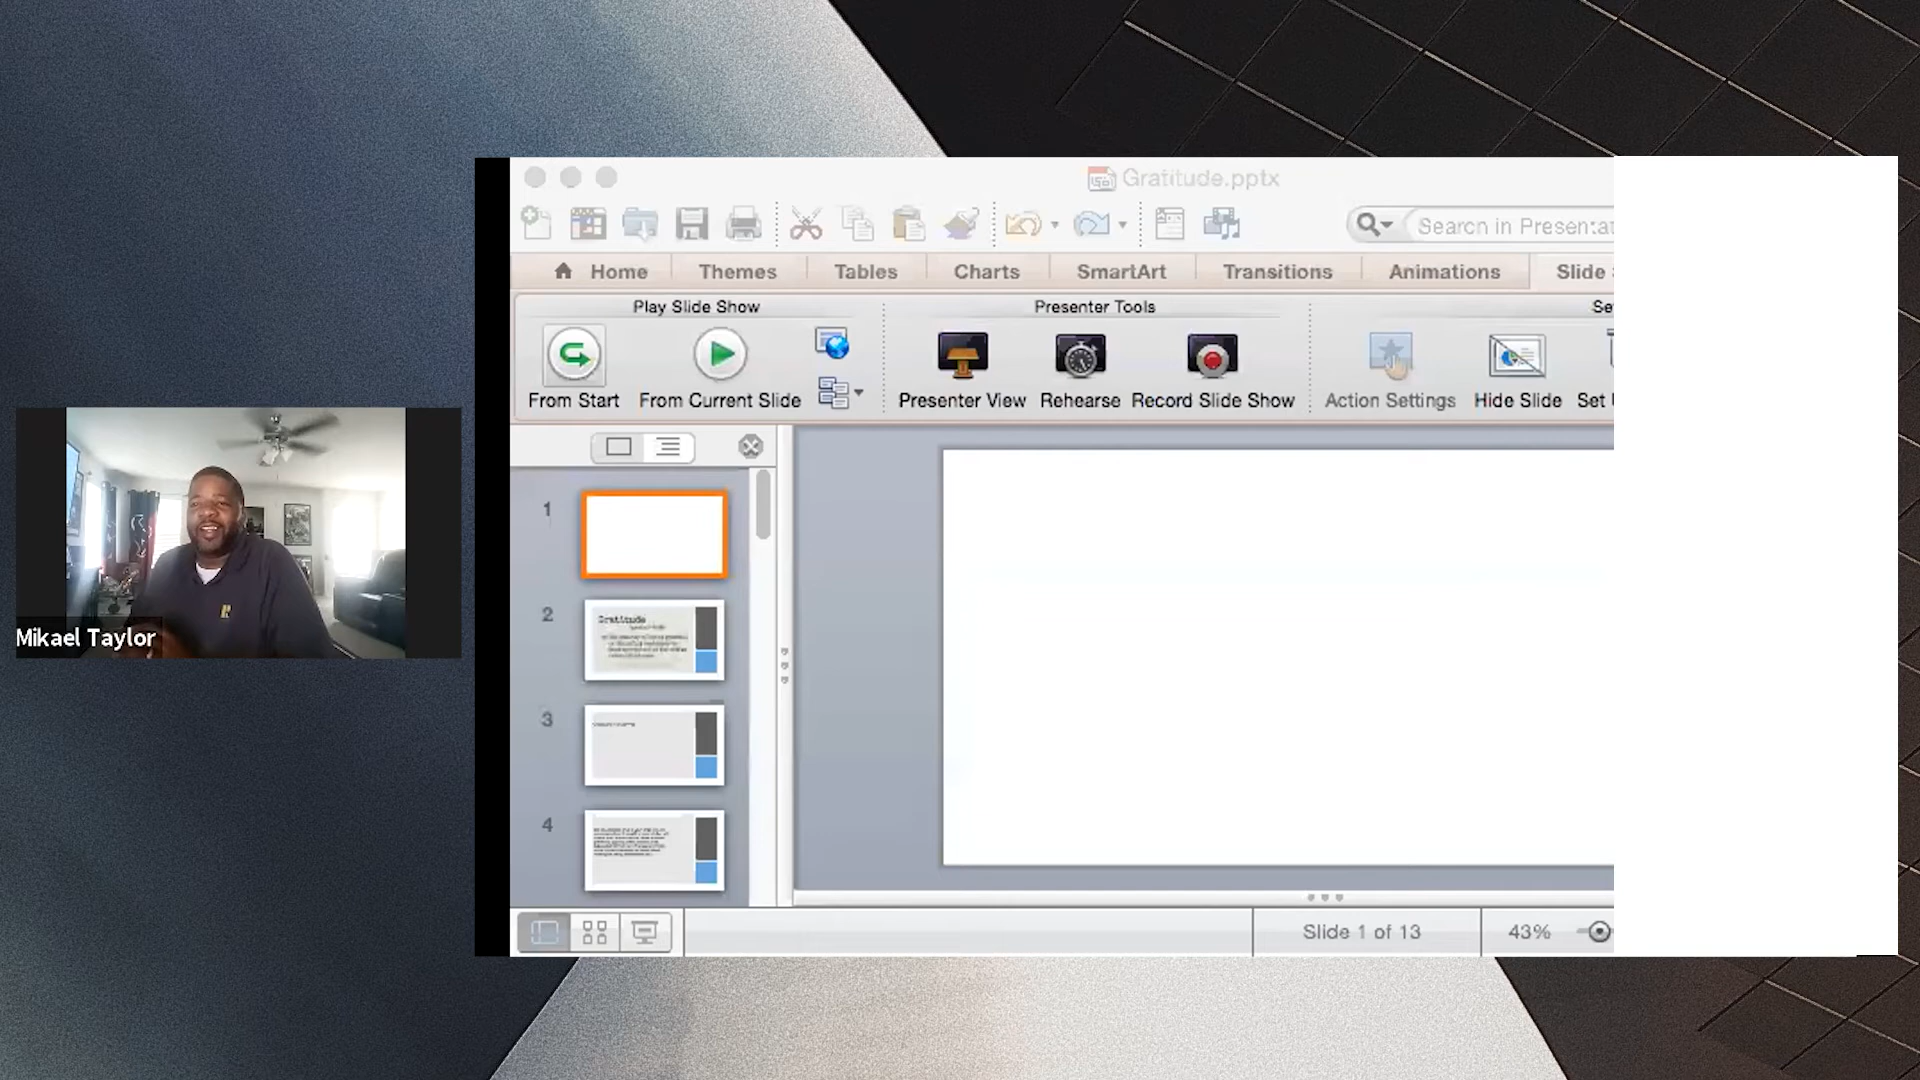 Gratitude.pptx
Search in Presentat
Home Themes Tables Charts SmartArt Transitions Animations Slide
Play Slide Show Presenter Tools Se
From Start From Current Slide Presenter View Rehearse Record Slide Show Action Settings Hide Slide Set
1
2
Gratitude
3
4
Mikael Taylor
Slide 1 of 13 43%